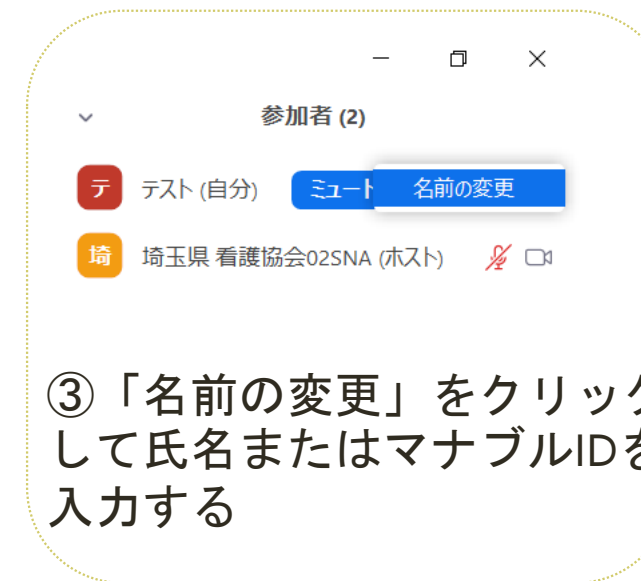 参加者 (2)
テ テスト (自分) ミュート 名前の変更
埼 埼玉県 看護協会02SNA (ホスト)
③「名前の変更」をクリック
して氏名またはマナブルIDを
入力する